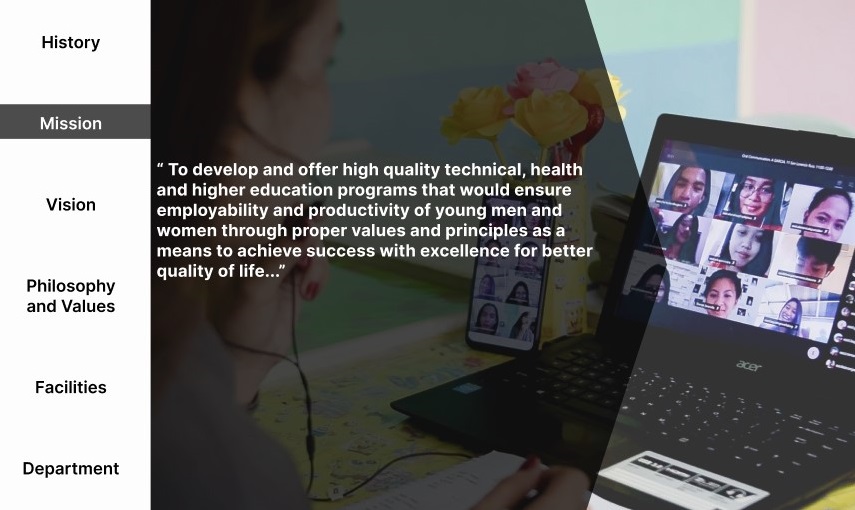 History
Mission
Vision
Philosophy
and Values
Facilities
Department
“ To develop and offer high quality technical, health
and higher education programs that would ensure
employability and productivity of young men and
women through proper values and principles as a
means to achieve success with excellence for better
quality of life...”
acer